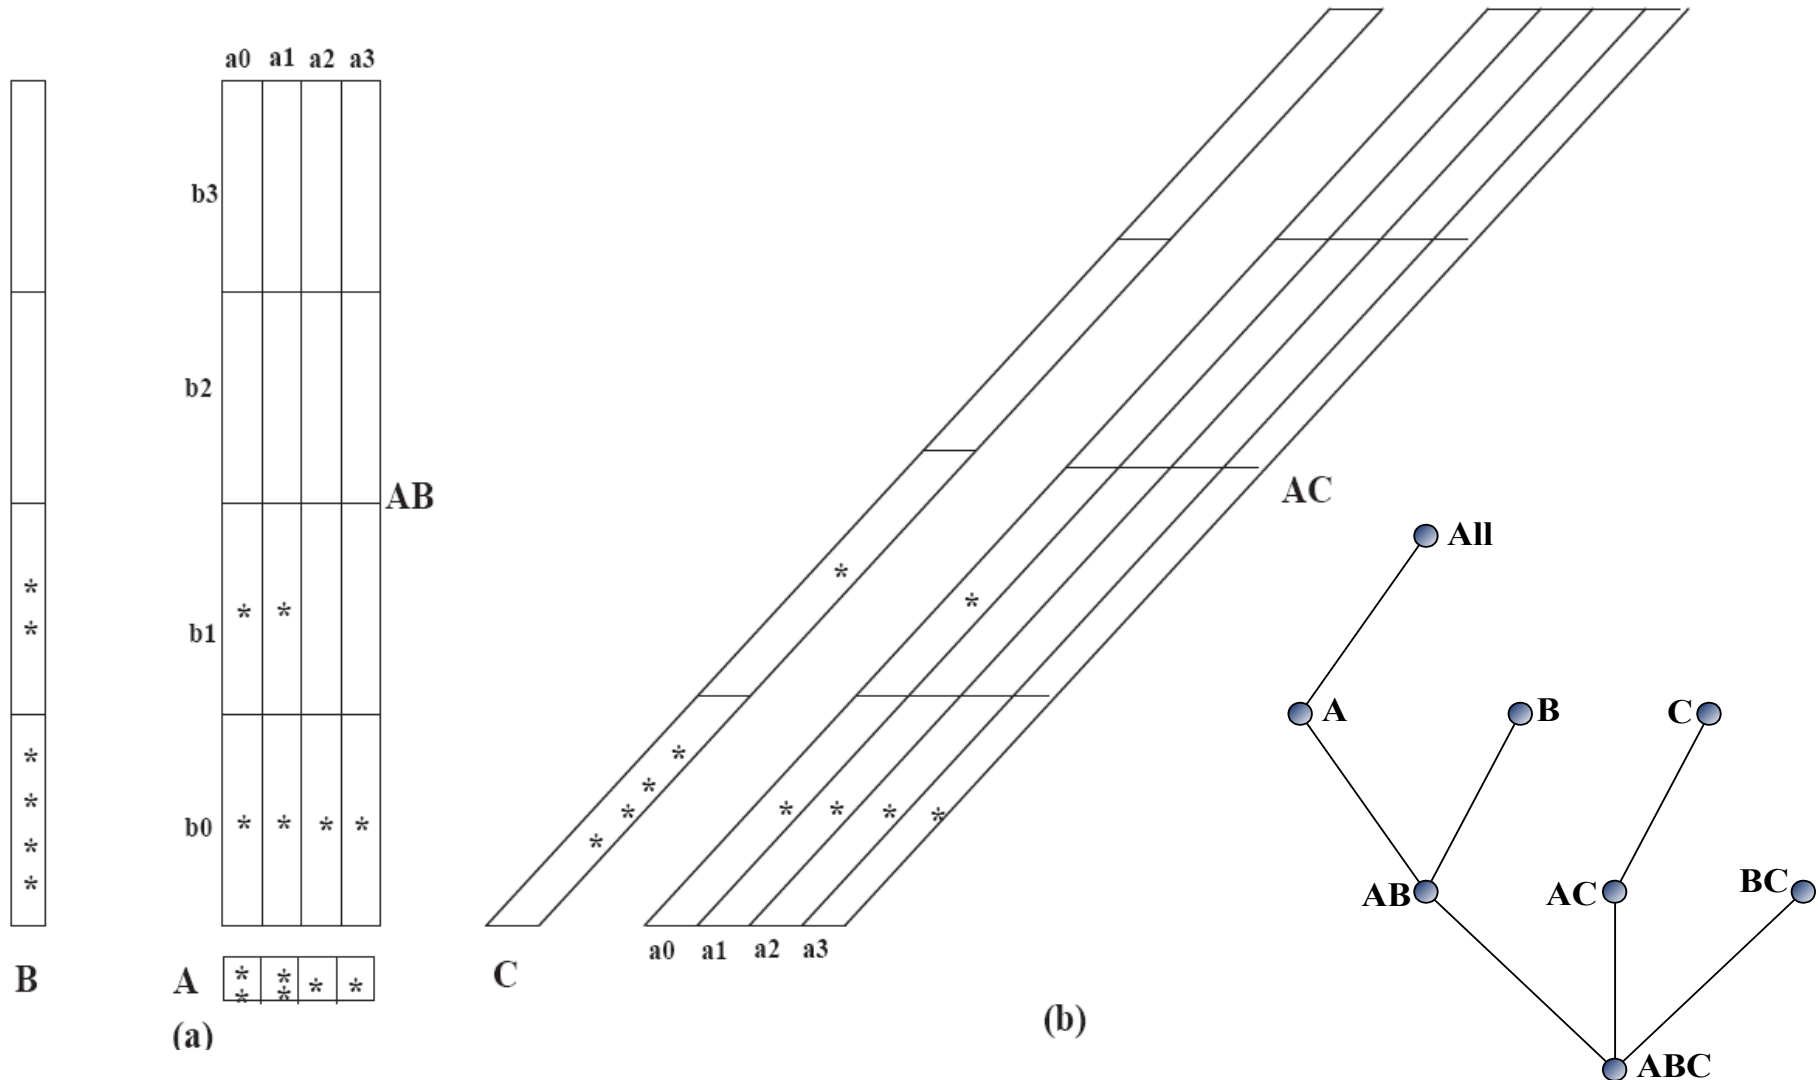 a0 a1 a2 a3
b3
b2
AB
* *
b1 * *
*
*
b0 * * * *
* * * *
B
A * * * * * *
(a)
*
* * * *
C
*
* * * *
a0 a1 a2 a3
AC
(b)
All
A B C
AB AC BC
ABC